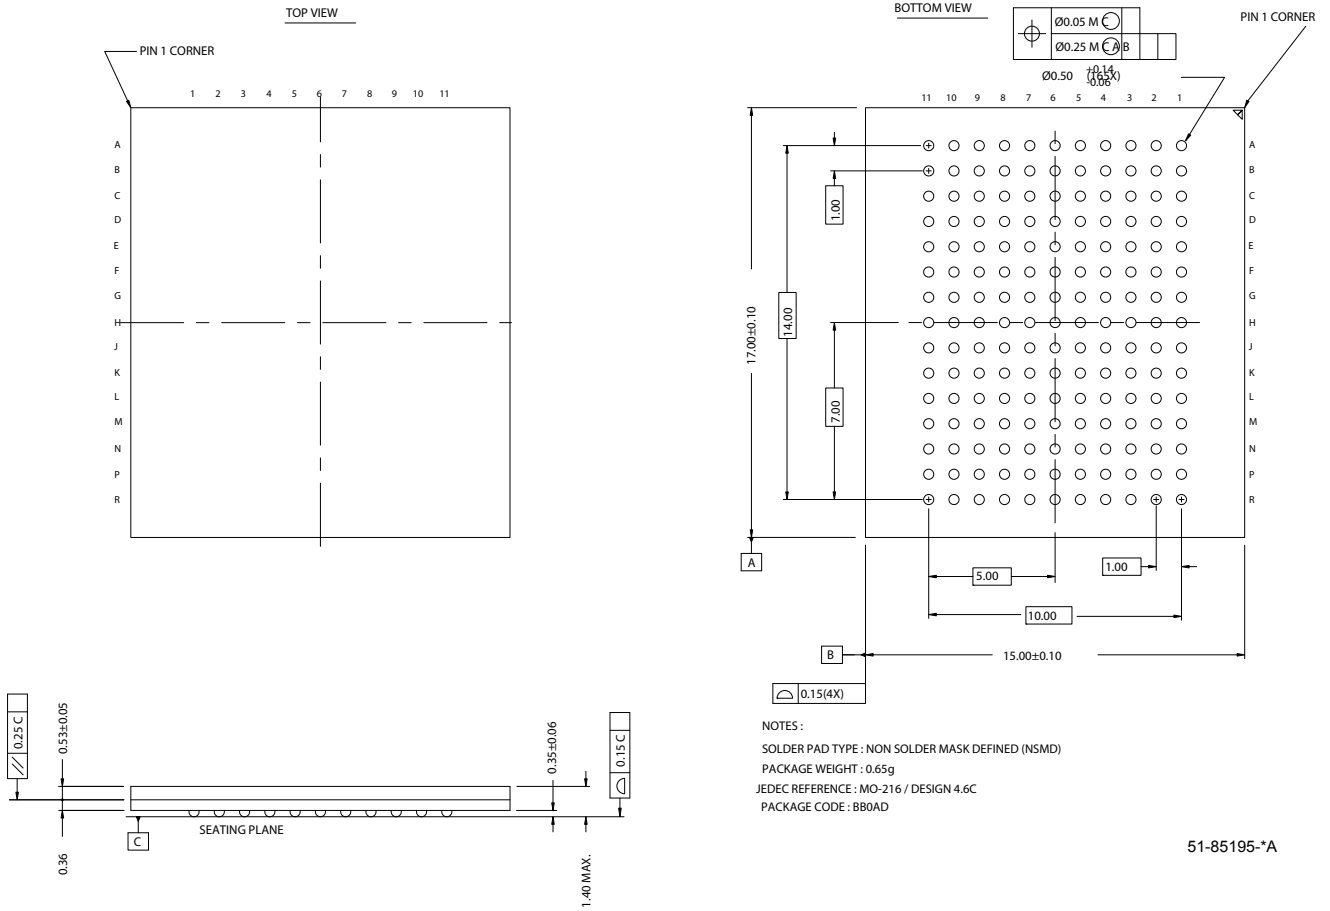 TOP VIEW
PIN 1 CORNER
1 2 3 4 5 6 7 8 9 10 11
A
B
C
D
E
F
G
H
J
K
L
M
N
P
R
BOTTOM VIEW
PIN 1 CORNER
Ø0.05 M C
Ø0.25 M C A B
Ø0.50 +0.14 -0.06 (165X)
11 10 9 8 7 6 5 4 3 2 1
A
B
C
D
E
F
G
H
J
K
L
M
N
P
R
1.00
14.00
17.00±0.10
7.00
A
5.00
1.00
10.00
B
15.00±0.10
0.15(4X)
0.25 C
0.53±0.05
0.36
C
SEATING PLANE
0.35±0.06
0.15 C
1.40 MAX.
NOTES :
SOLDER PAD TYPE : NON SOLDER MASK DEFINED (NSMD)
PACKAGE WEIGHT : 0.65g
JEDEC REFERENCE : MO-216 / DESIGN 4.6C
PACKAGE CODE : BB0AD
51-85195-*A